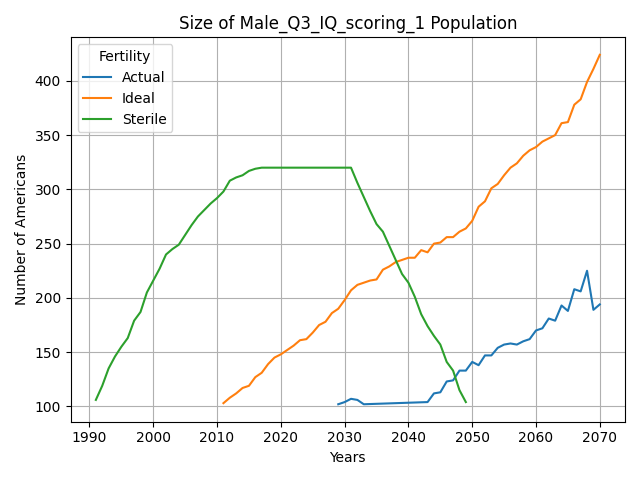 Size of Male_Q3_IQ_scoring_1 Population
Fertility
Actual
Ideal
Sterile
Number of Americans
400
350
300
250
200
150
100
1990 2000 2010 2020 2030 2040 2050 2060 2070
Years